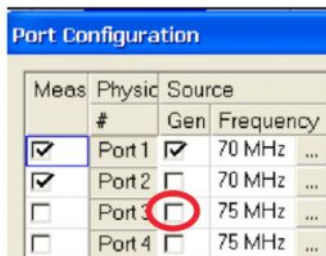 Port Configuration
Meas Physic Source
# Gen Frequency
Port 1 70 MHz ...
Port 2 70 MHz ...
Port 3 75 MHz ...
Port 4 75 MHz ...